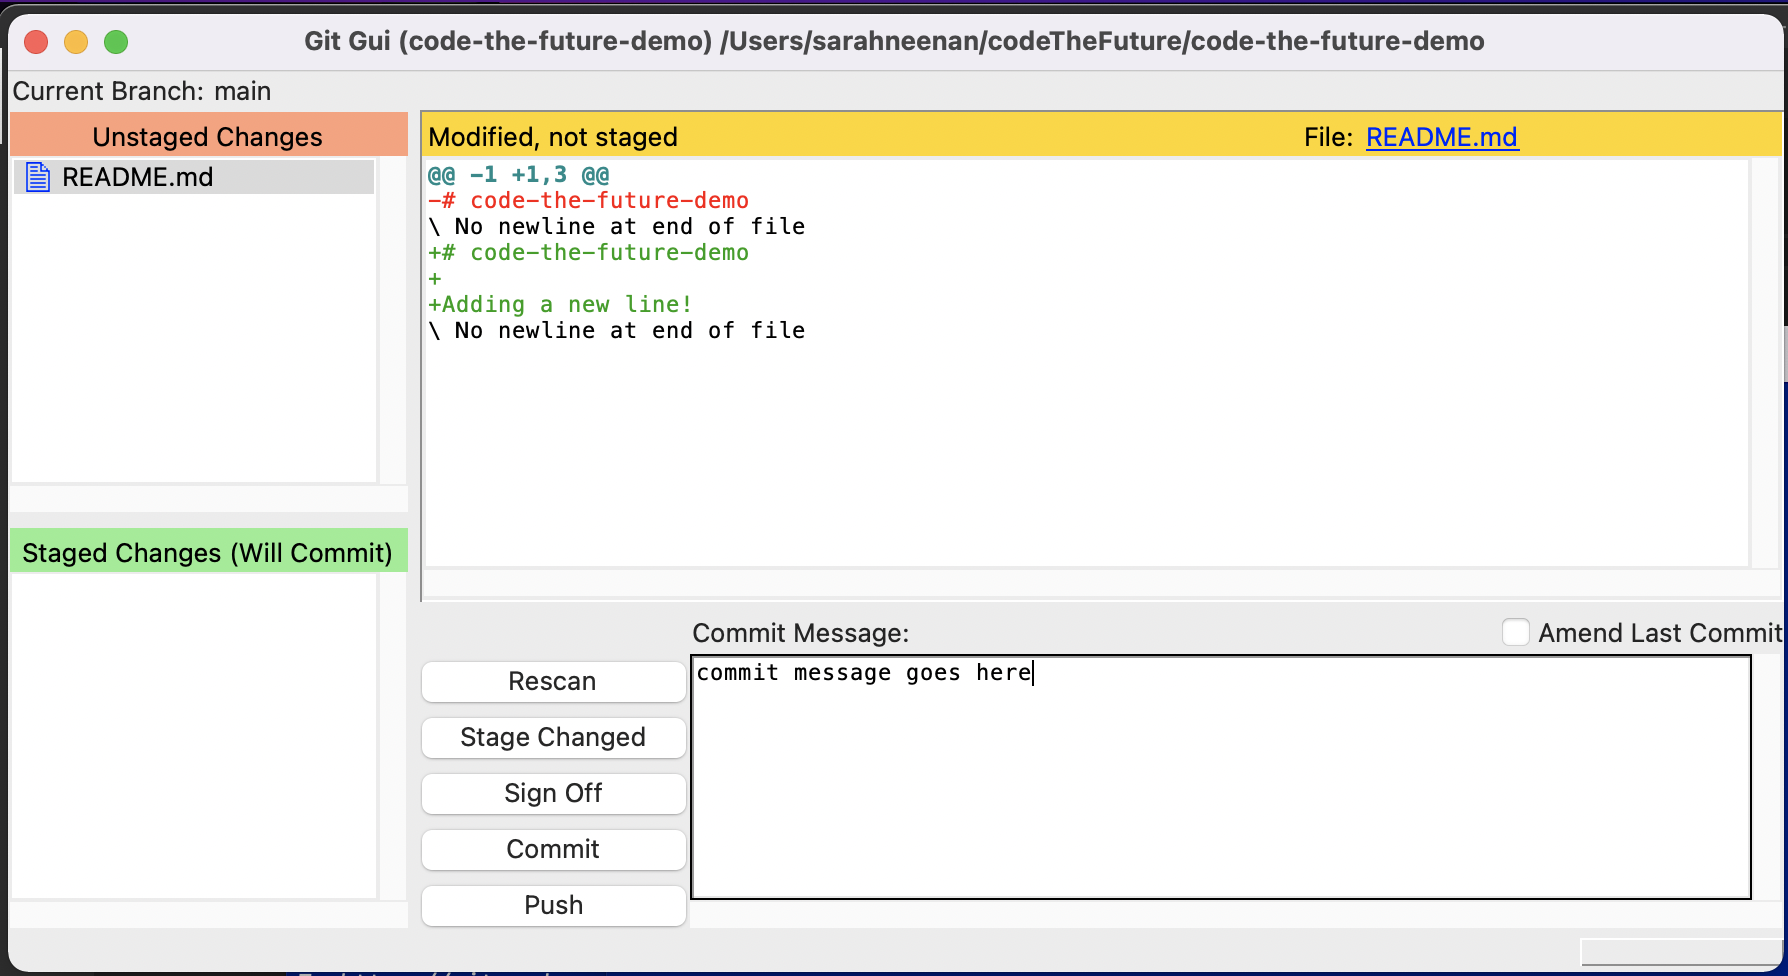 Git Gui (code-the-future-demo) /Users/sarahneenan/codeTheFuture/code-the-future-demo
Current Branch: main
Unstaged Changes
README.md
Modified, not staged File: README.md
@@ -1 +1,3 @@
-# code-the-future-demo
\ No newline at end of file
+# code-the-future-demo
+
+Adding a new line!
\ No newline at end of file
Staged Changes (Will Commit)
Commit Message:
Amend Last Commit
commit message goes here
Rescan
Stage Changed
Sign Off
Commit
Push